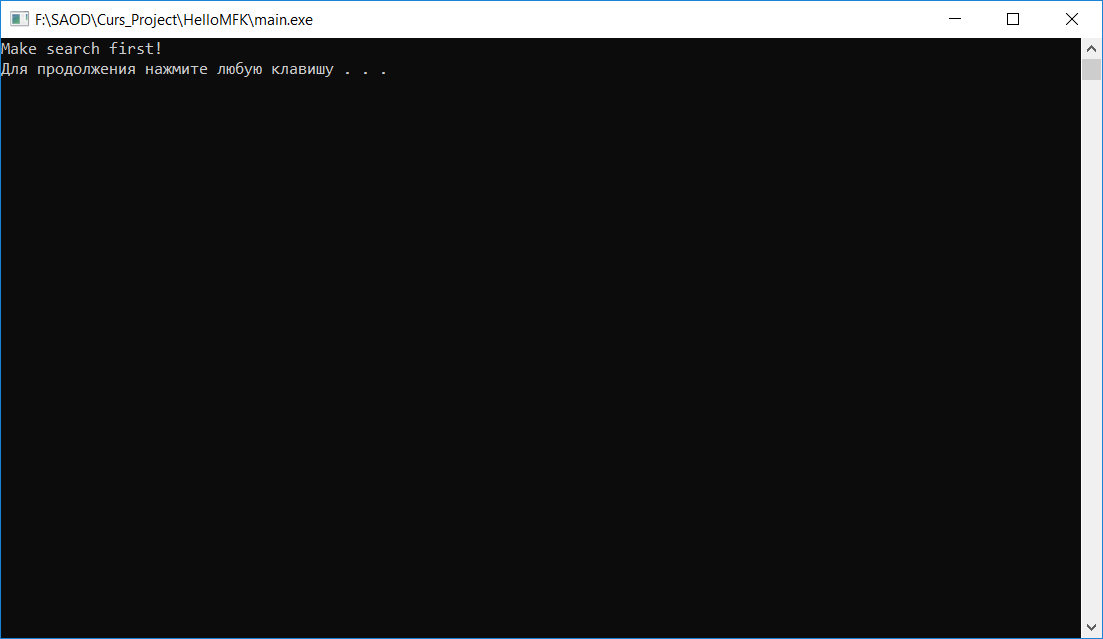 F:\SAOD\Curs_Project\HelloMFK\main.exe
Make search first!
Для продолжения нажмите любую клавишу . . .